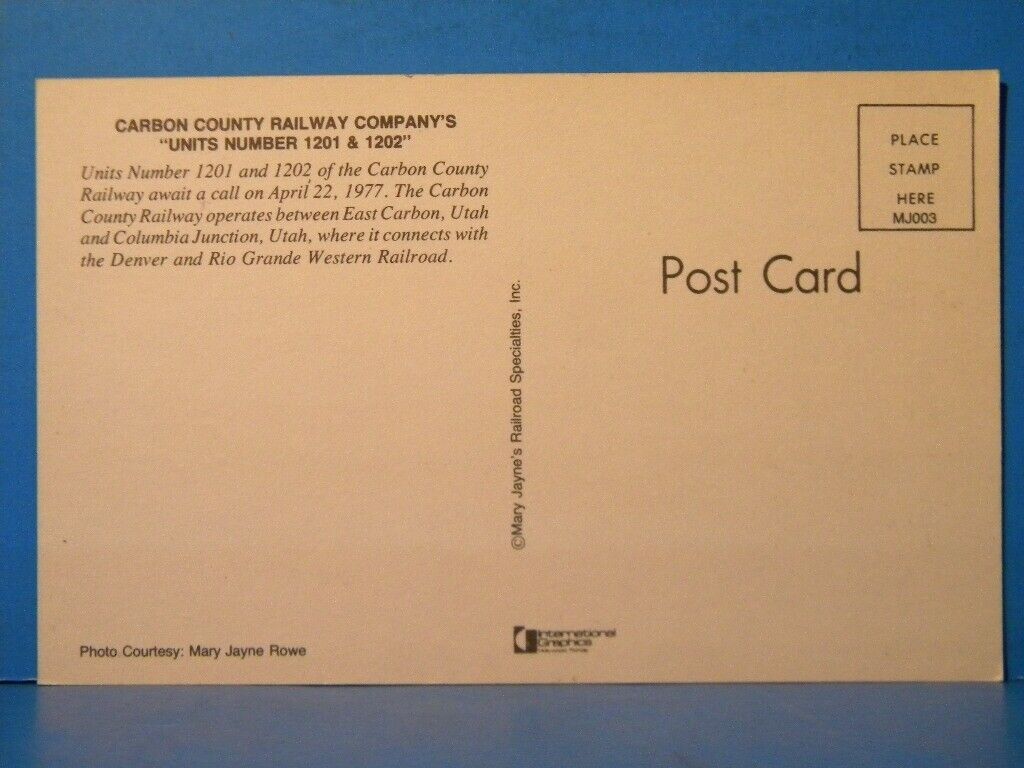 CARBON COUNTY RAILWAY COMPANY'S
"UNITS NUMBER 1201 & 1202"
Units Number 1201 and 1202 of the Carbon County
Railway await a call on April 22, 1977. The Carbon
County Railway operates between East Carbon, Utah
and Columbia Junction, Utah, where it connects with
the Denver and Rio Grande Western Railroad.
Photo Courtesy: Mary Jayne Rowe
©Mary Jayne's Railroad Specialties, Inc.
International
Graphics
PLACE
STAMP
HERE
MJ003
Post Card